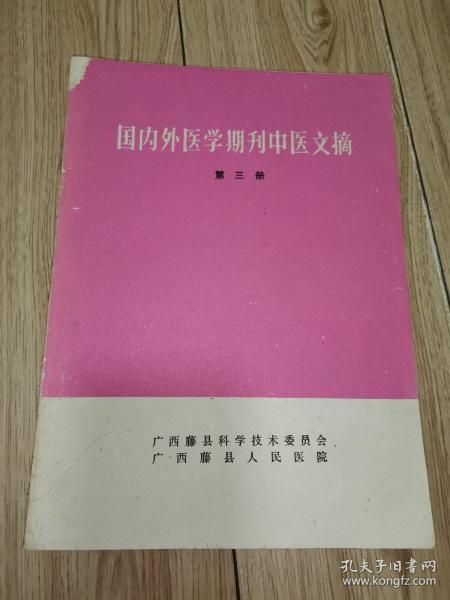 国内外医学期刊中医文摘
第三册
广西藤县科学技术委员会
广西藤县人民医院
孔夫子旧书网
www.kongfz.com